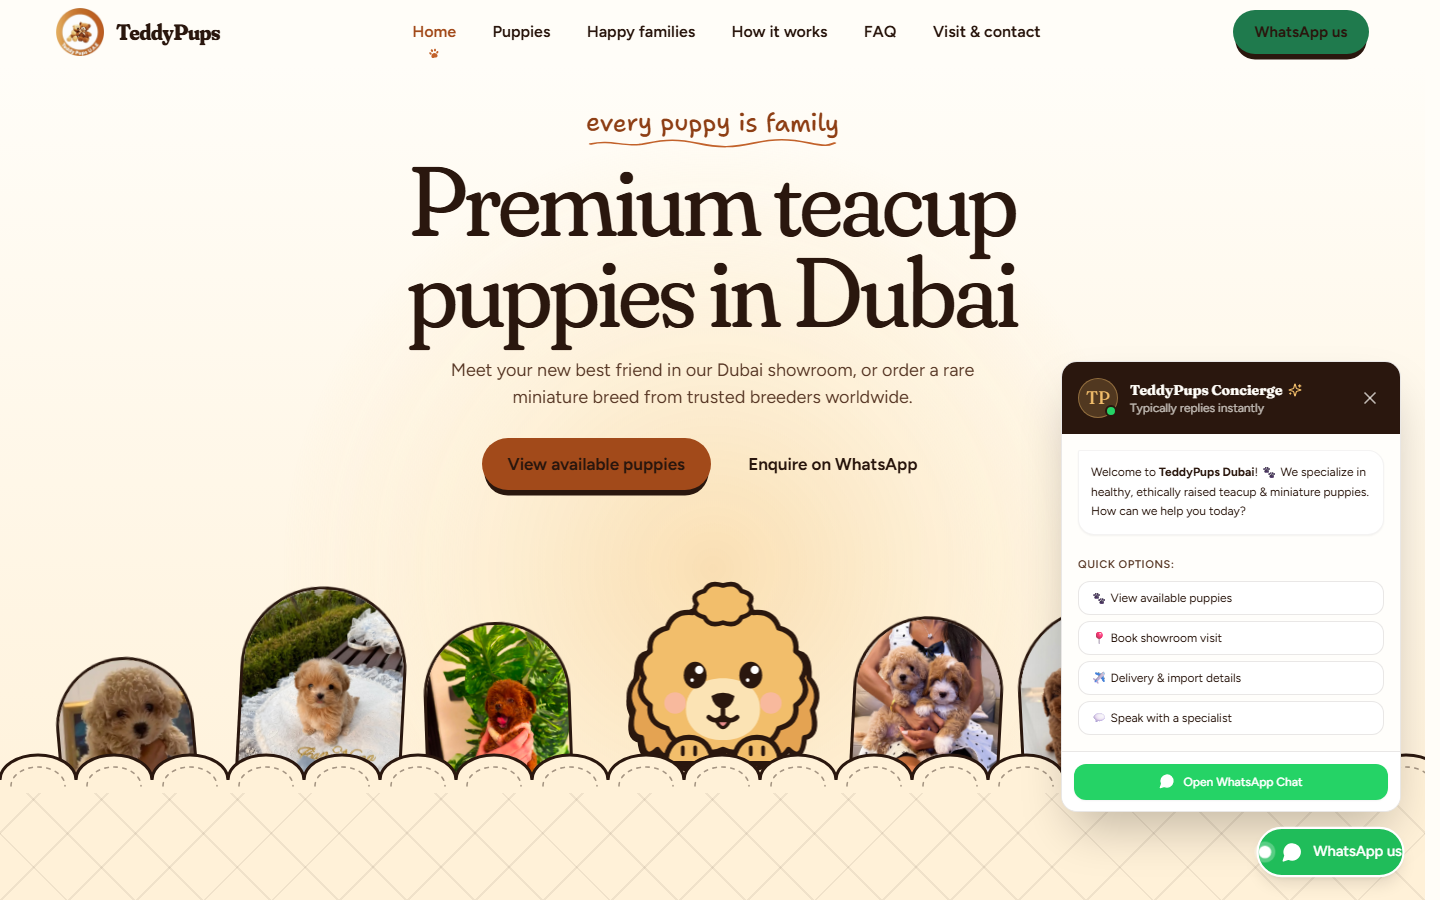 TeddyPups
Home
Puppies
Happy families
How it works
FAQ
Visit & contact
WhatsApp us
every puppy is family
Premium teacup
puppies in Dubai
Meet your new best friend in our Dubai showroom, or order a rare
miniature breed from trusted breeders worldwide.
View available puppies
Enquire on WhatsApp
TP
TeddyPups Concierge
Typically replies instantly
Welcome to TeddyPups Dubai! We specialize in
healthy, ethically raised teacup & miniature puppies.
How can we help you today?
QUICK OPTIONS:
View available puppies
Book showroom visit
Delivery & import details
Speak with a specialist
Open WhatsApp Chat
WhatsApp us